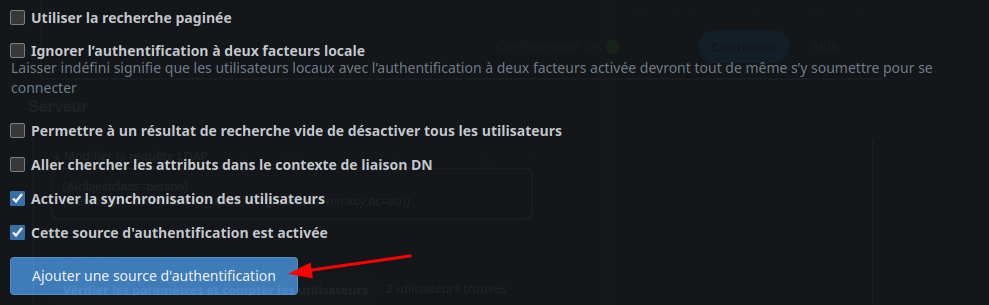 Utiliser la recherche paginée
Ignorer l’authentification à deux facteurs locale
Configuration OK
Continuer
Aide
Laisser indéfini signifie que les utilisateurs locaux avec l’authentification à deux facteurs activée devront tout de même s’y soumettre pour se
connecter
Serveur
Permettre à un résultat de recherche vide de désactiver tous les utilisateurs
Aller chercher les attributs dans le contexte de liaison DN
(&(objectclass=person)
Activer la synchronisation des utilisateurs
dc=eu))
Cette source d'authentification est activée
Ajouter une source d'authentification
Vérifier les paramètres et compter les utilisateurs
2 utilisateurs trouvés